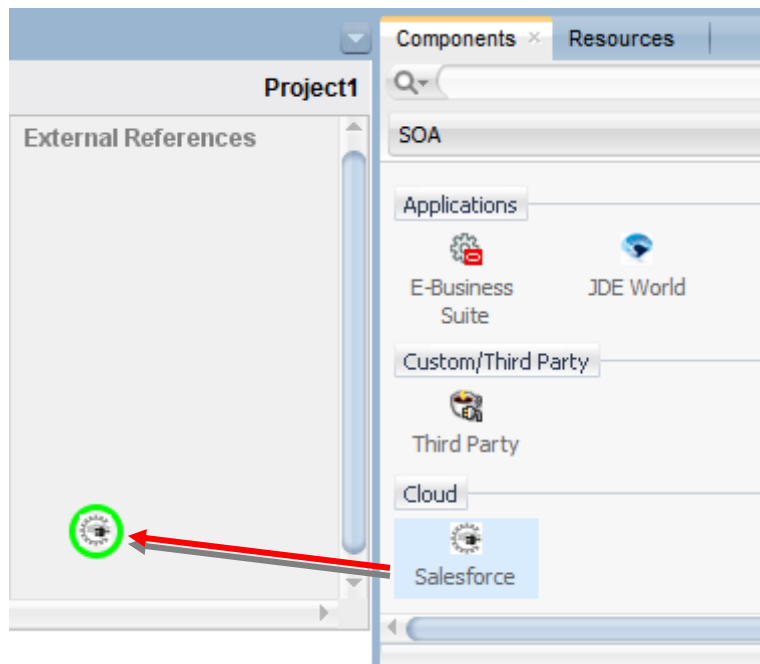 Components
Resources
Project1
External References
SOA
Applications
E-Business
Suite
JDE World
Custom/Third Party
Third Party
Cloud
Salesforce